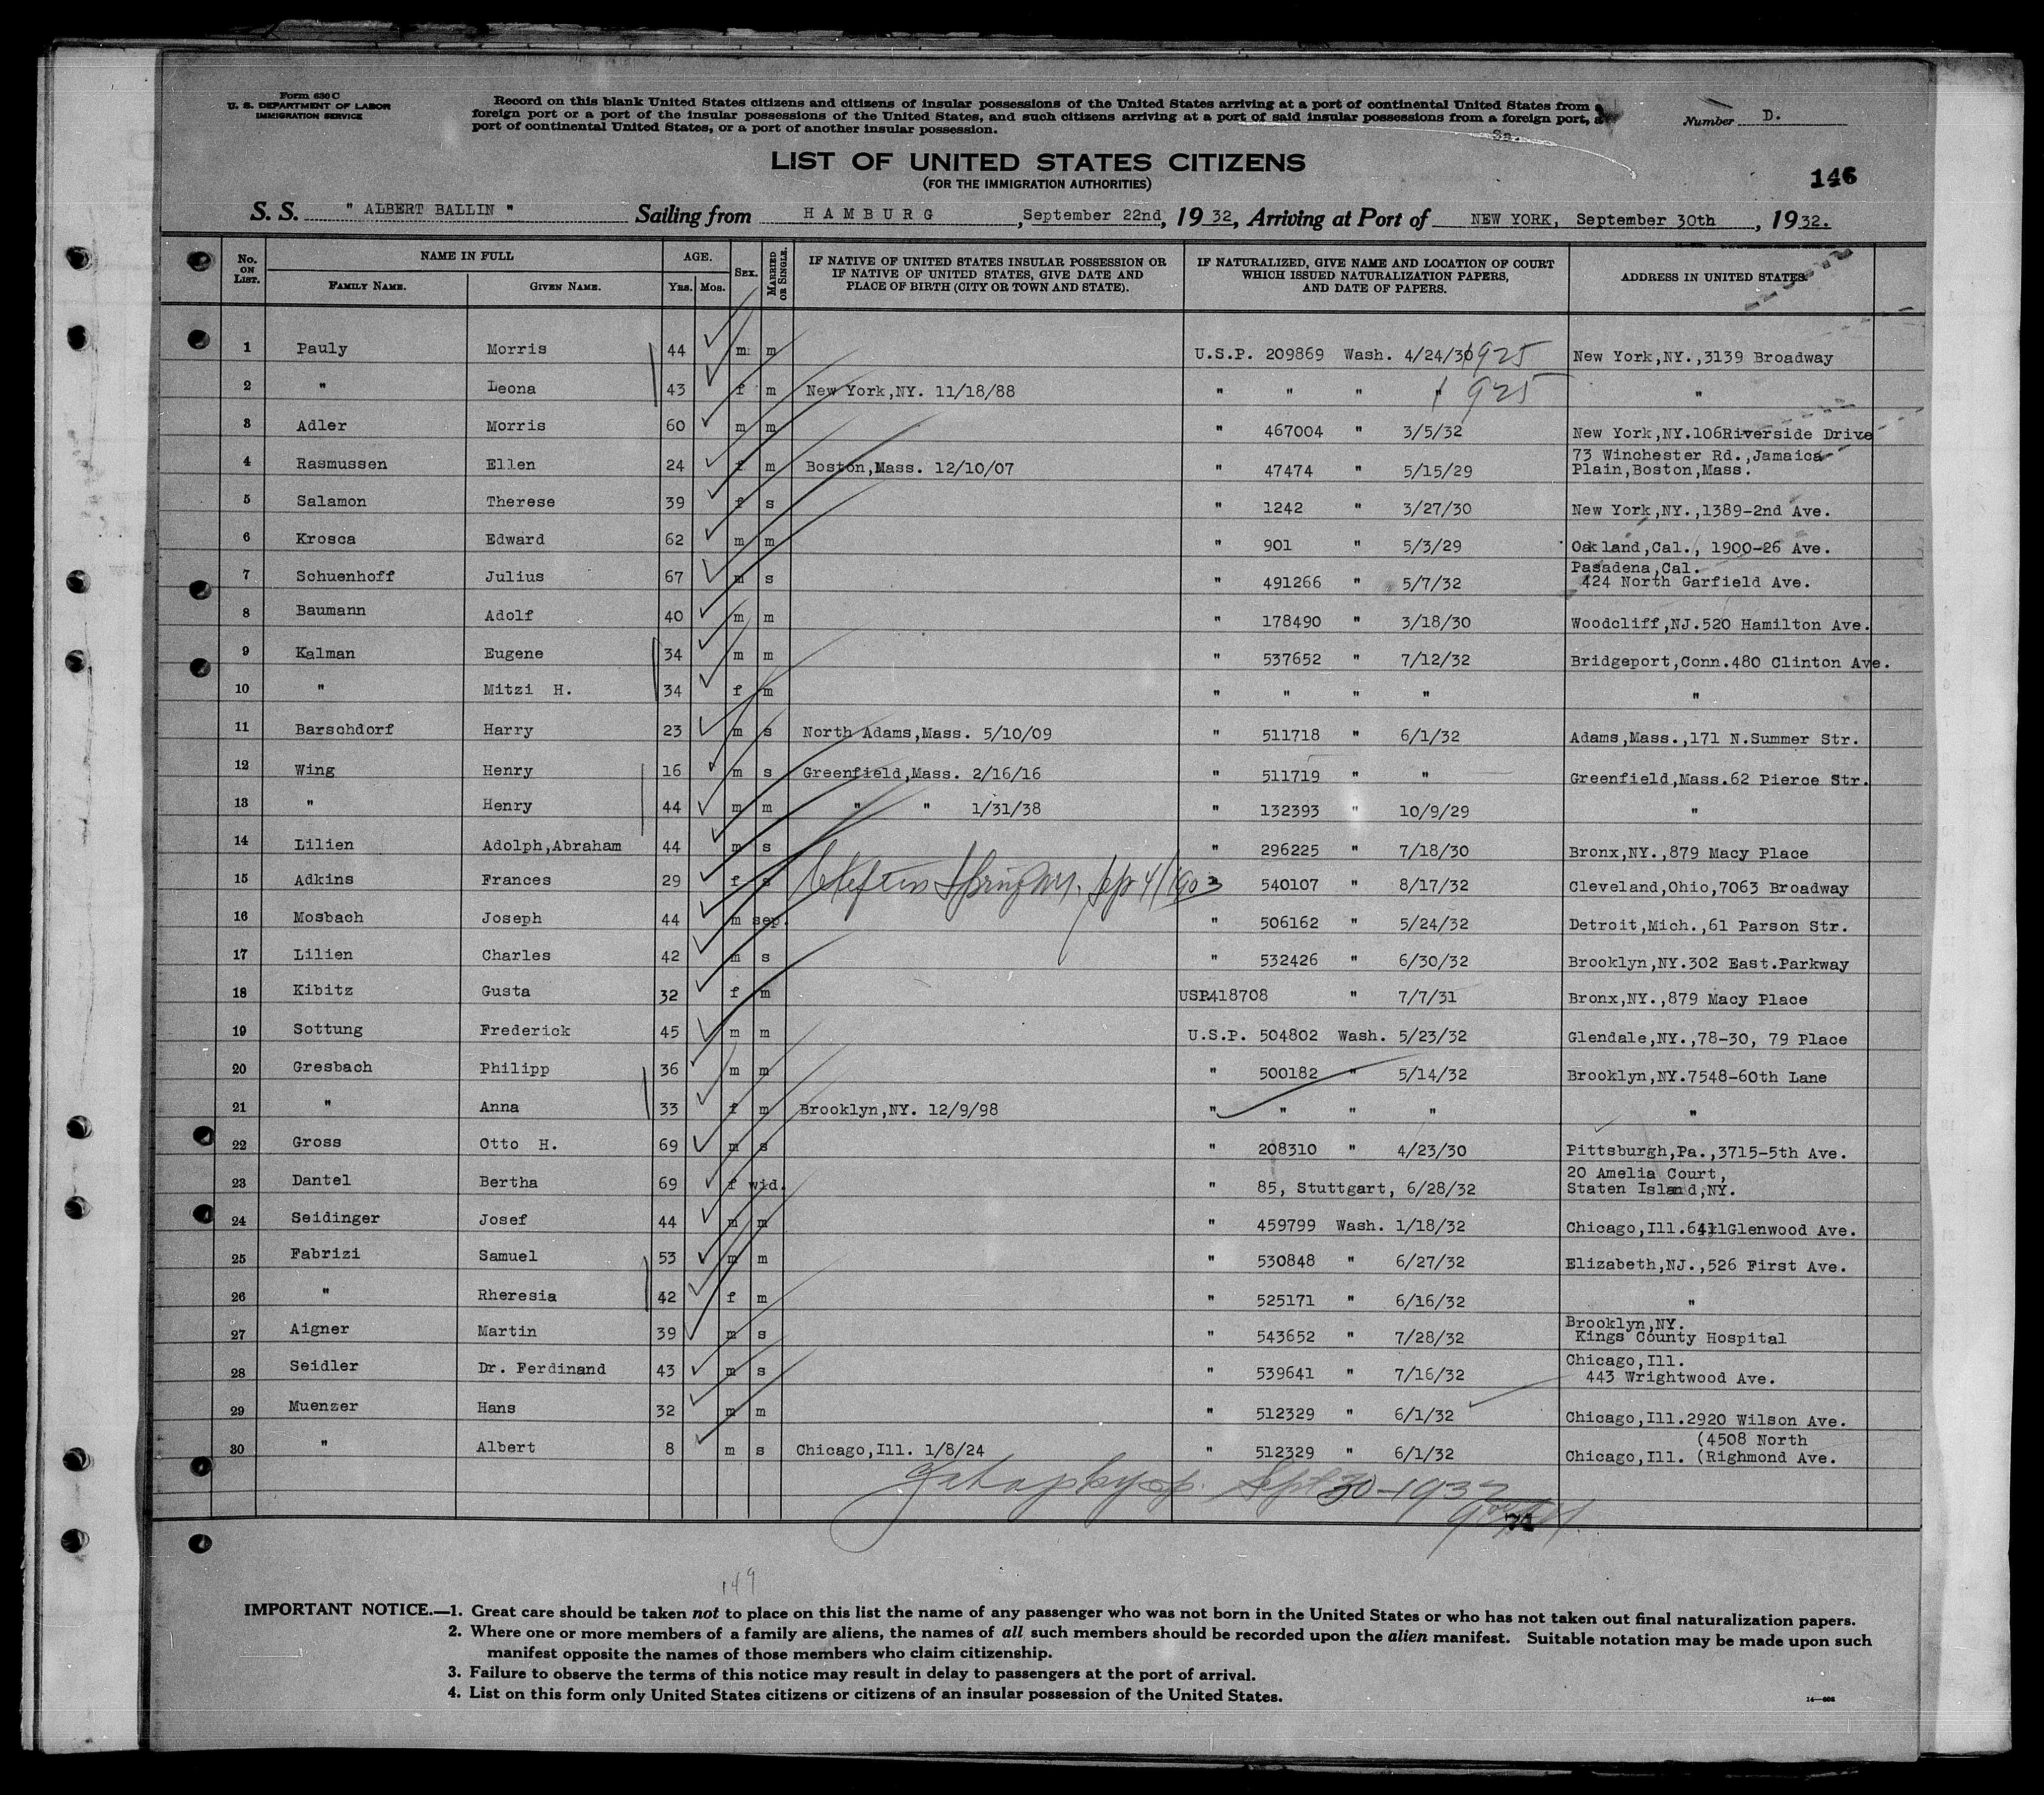 Form 630 C
U. S. DEPARTMENT OF LABOR
IMMIGRATION SERVICE
Record on this blank United States citizens and citizens of insular possessions of the United States arriving at a port of continental United States from a
foreign port or a port of the insular possessions of the United States, and such citizens arriving at a port of said insular possessions from a foreign port, a
port of continental United States, or a port of another insular possession.
Number D.
LIST OF UNITED STATES CITIZENS
(FOR THE IMMIGRATION AUTHORITIES)
146
S. S. " ALBERT BALLIN " Sailing from HAMBURG, September 22nd, 1932, Arriving at Port of NEW YORK, September 30th, 1932.
No. ON LIST. NAME IN FULL FAMILY NAME. GIVEN NAME. AGE. YRS. MOS. SEX. MARRIED OR SINGLE. IF NATIVE OF UNITED STATES INSULAR POSSESSION OR IF NATIVE OF UNITED STATES, GIVE DATE AND PLACE OF BIRTH (CITY OR TOWN AND STATE). IF NATURALIZED, GIVE NAME AND LOCATION OF COURT WHICH ISSUED NATURALIZATION PAPERS, AND DATE OF PAPERS. ADDRESS IN UNITED STATES.
1 Pauly Morris 44 m m U.S.P. 209869 Wash. 4/24/30 1925 New York,NY.,3139 Broadway
2 " Leona 43 f m New York,NY. 11/18/88 " " " " 1925 "
3 Adler Morris 60 m m " 467004 " 3/5/32 New York,NY.106Riverside Drive
4 Rasmussen Ellen 24 f m Boston,Mass. 12/10/07 " 47474 " 5/15/29 73 Winchester Rd.,Jamaica Plain,Boston,Mass.
5 Salamon Therese 39 f s " 1242 " 3/27/30 New York,NY.,1389-2nd Ave.
6 Krosca Edward 62 m m " 901 " 5/3/29 Oakland,Cal., 1900-26 Ave.
7 Schuenhoff Julius 67 m s " 491266 " 5/7/32 Pasadena,Cal. 424 North Garfield Ave.
8 Baumann Adolf 40 m m " 178490 " 3/18/30 Woodcliff,NJ.520 Hamilton Ave.
9 Kalman Eugene 34 m m " 537652 " 7/12/32 Bridgeport,Conn.480 Clinton Ave.
10 " Mitzi H. 34 f m " " " " "
11 Barschdorf Harry 23 m s North Adams,Mass. 5/10/09 " 511718 " 6/1/32 Adams,Mass.,171 N.Summer Str.
12 Wing Henry 16 m s Greenfield,Mass. 2/16/16 " 511719 " " Greenfield,Mass.62 Pierce Str.
13 " Henry 44 m m " " 1/31/38 " 132393 " 10/9/29 "
14 Lilien Adolph,Abraham 44 m s " 296225 " 7/18/30 Bronx,NY.,879 Macy Place
15 Adkins Frances 29 f s " 540107 " 8/17/32 Cleveland,Ohio,7063 Broadway
16 Mosbach Joseph 44 m sep. " 506162 " 5/24/32 Detroit,Mich.,61 Parson Str.
17 Lilien Charles 42 m s " 532426 " 6/30/32 Brooklyn,NY.302 East.Parkway
18 Kibitz Gusta 32 f m USP.418708 " 7/7/31 Bronx,NY.,879 Macy Place
19 Sottung Frederick 45 m m U.S.P. 504802 Wash. 5/23/32 Glendale,NY.,78-30, 79 Place
20 Gresbach Philipp 36 m m " 500182 " 5/14/32 Brooklyn,NY.7548-60th Lane
21 " Anna 33 f m Brooklyn,NY. 12/9/98 " " " " "
22 Gross Otto H. 69 m s " 208310 " 4/23/30 Pittsburgh,Pa.,3715-5th Ave.
23 Dantel Bertha 69 f wid. " 85, Stuttgart, 6/28/32 20 Amelia Court, Staten Island,NY.
24 Seidinger Josef 44 m m " 459799 Wash. 1/18/32 Chicago,Ill. Glenwood Ave.
25 Fabrizi Samuel 53 m m " 530848 " 6/27/32 Elizabeth,NJ.,526 First Ave.
26 " Rheresia 42 f m " 525171 " 6/16/32 "
27 Aigner Martin 39 m s " 543652 " 7/28/32 Brooklyn,NY. Kings County Hospital
28 Seidler Dr. Ferdinand 43 m s " 539641 " 7/16/32 Chicago,Ill. 443 Wrightwood Ave.
29 Muenzer Hans 32 m m " 512329 " 6/1/32 Chicago,Ill.2920 Wilson Ave.
30 " Albert 8 m s Chicago,Ill. 1/8/24 " 512329 " 6/1/32 Chicago,Ill. (4508 North (Righmond Ave.
Sept 30-1932
149
IMPORTANT NOTICE.—1. Great care should be taken not to place on this list the name of any passenger who was not born in the United States or who has not taken out final naturalization papers.
2. Where one or more members of a family are aliens, the names of all such members should be recorded upon the alien manifest. Suitable notation may be made upon such
manifest opposite the names of those members who claim citizenship.
3. Failure to observe the terms of this notice may result in delay to passengers at the port of arrival.
4. List on this form only United States citizens or citizens of an insular possession of the United States.